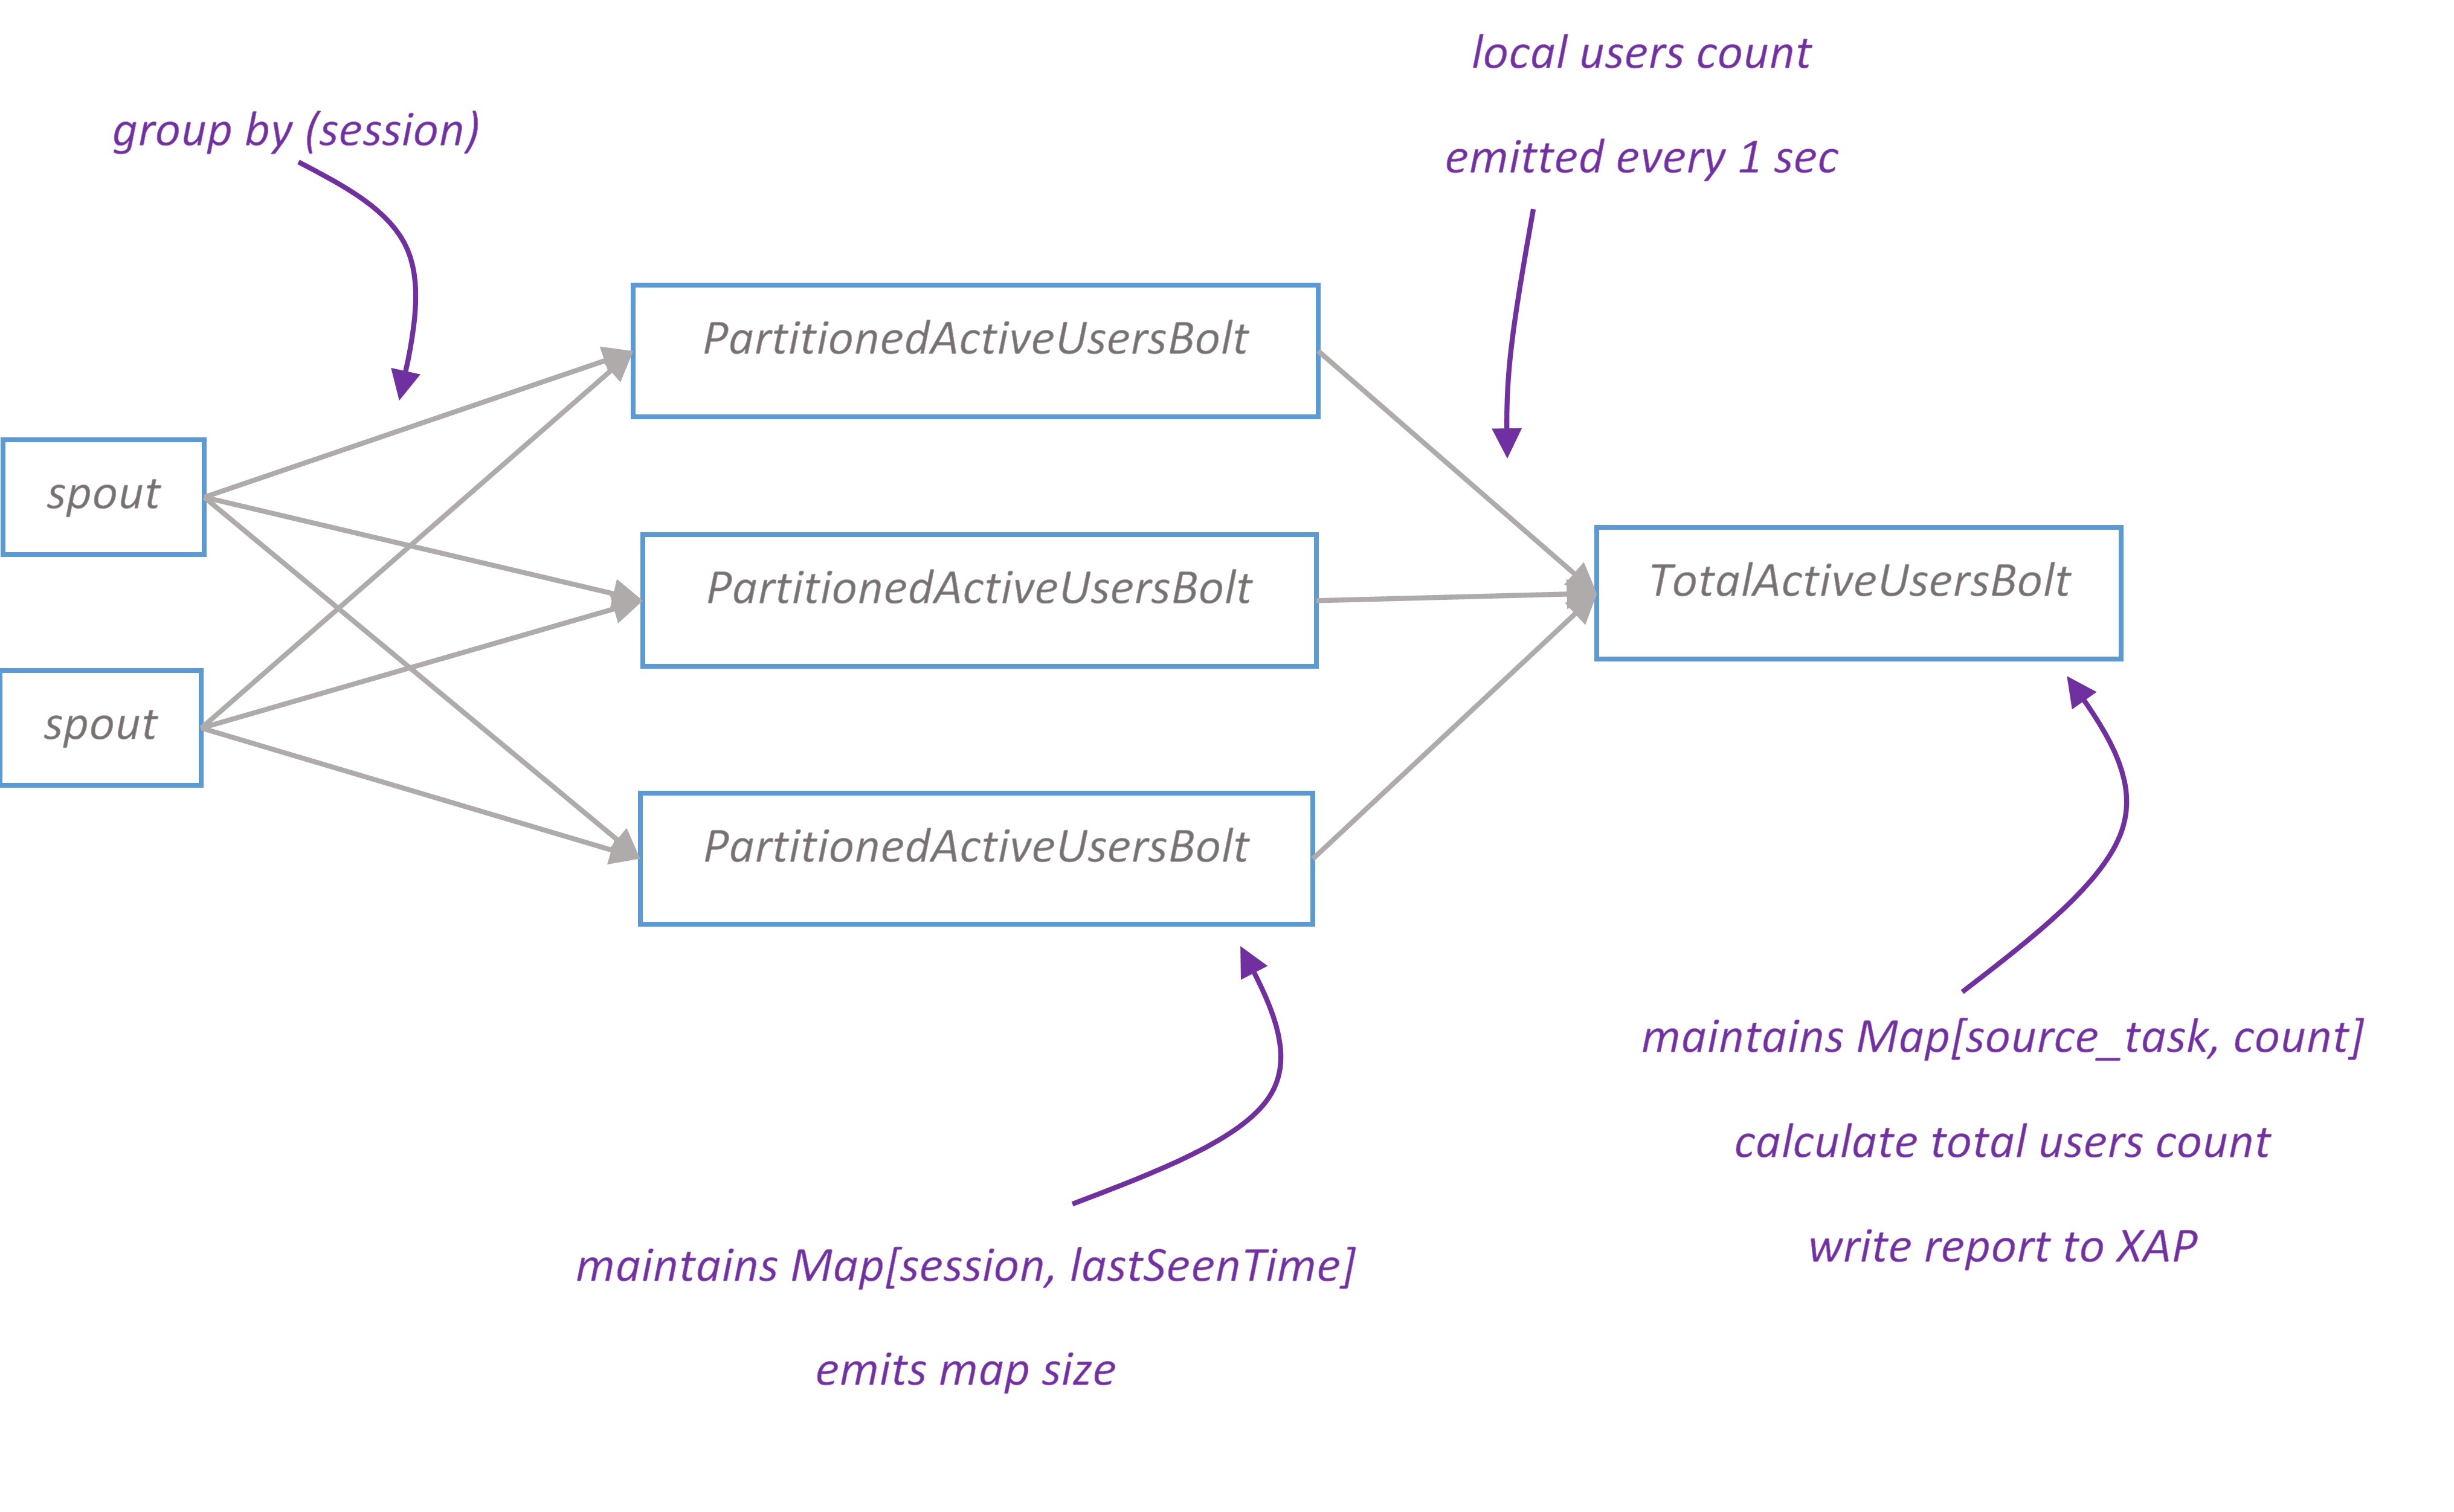 local users count
emitted every 1 sec
group by (session)
PartitionedActiveUsersBolt
spout
PartitionedActiveUsersBolt
TotalActiveUsersBolt
spout
PartitionedActiveUsersBolt
maintains Map[source_task, count]
calculate total users count
write report to XAP
maintains Map[session, lastSeenTime]
emits map size